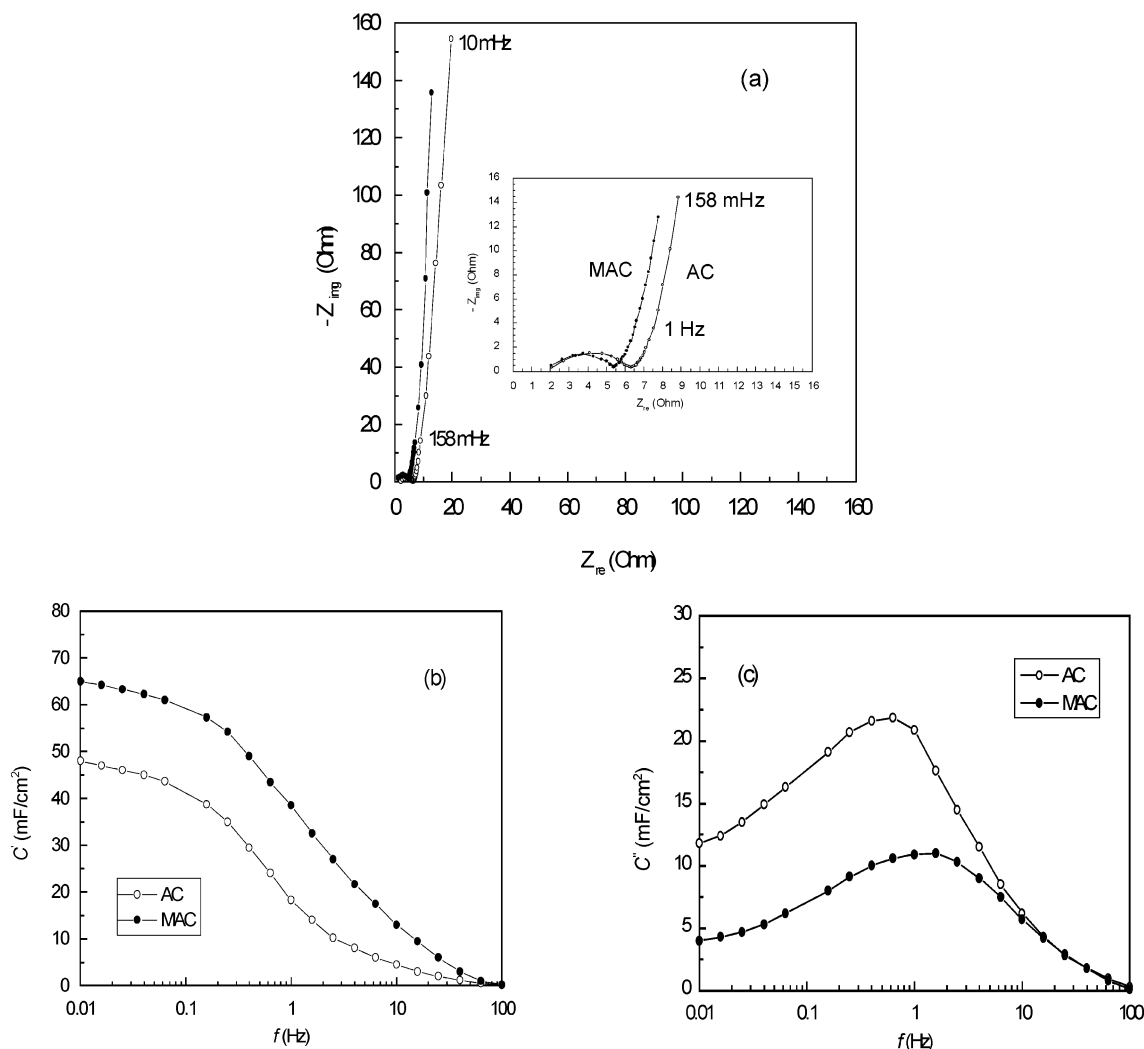 160
140
120
100
80
60
40
20
0
- Z img (Ohm)
10mHz
(a)
158mHz
16
14
12
10
8
6
4
2
0
- Z img (Ohm)
158 mHz
MAC
AC
1 Hz
0 1 2 3 4 5 6 7 8 9 10 11 12 13 14 15 16
Z re (Ohm)
0 20 40 60 80 100 120 140 160
Z re (Ohm)
80
70
60
50
40
30
20
10
0
C' (mF/cm²)
(b)
AC
MAC
0.01 0.1 1 10 100
f (Hz)
30
25
20
15
10
5
0
C" (mF/cm²)
(c)
AC
MAC
0.01 0.1 1 10 100
f (Hz)